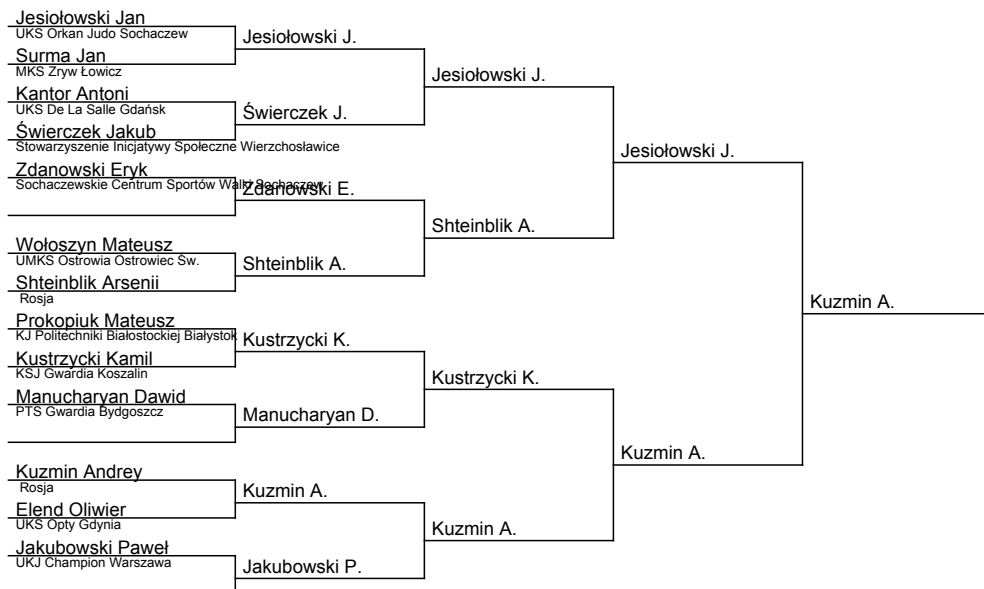 Jesiołowski Jan
UKS Orkan Judo Sochaczew
Surma Jan
MKS Zryw Łowicz
Kantor Antoni
UKS De La Salle Gdańsk
Świerczek Jakub
Stowarzyszenie Inicjatywy Społeczne Wierzchosławice
Zdanowski Eryk
Sochaczewskie Centrum Sportów Walki Sochaczew
Wołoszyn Mateusz
UMKS Ostrowia Ostrowiec Św.
Shteinblik Arsenii
Rosja
Prokopiuk Mateusz
KJ Politechniki Białostockiej Białystok
Kustrzycki Kamil
KSJ Gwardia Koszalin
Manucharyan Dawid
PTS Gwardia Bydgoszcz
Kuzmin Andrey
Rosja
Elend Oliwier
UKS Opty Gdynia
Jakubowski Paweł
UKJ Champion Warszawa
Jesiołowski J.
Świerczek J.
Zdanowski E.
Shteinblik A.
Kustrzycki K.
Manucharyan D.
Kuzmin A.
Jakubowski P.
Jesiołowski J.
Shteinblik A.
Kustrzycki K.
Kuzmin A.
Jesiołowski J.
Kuzmin A.
Kuzmin A.